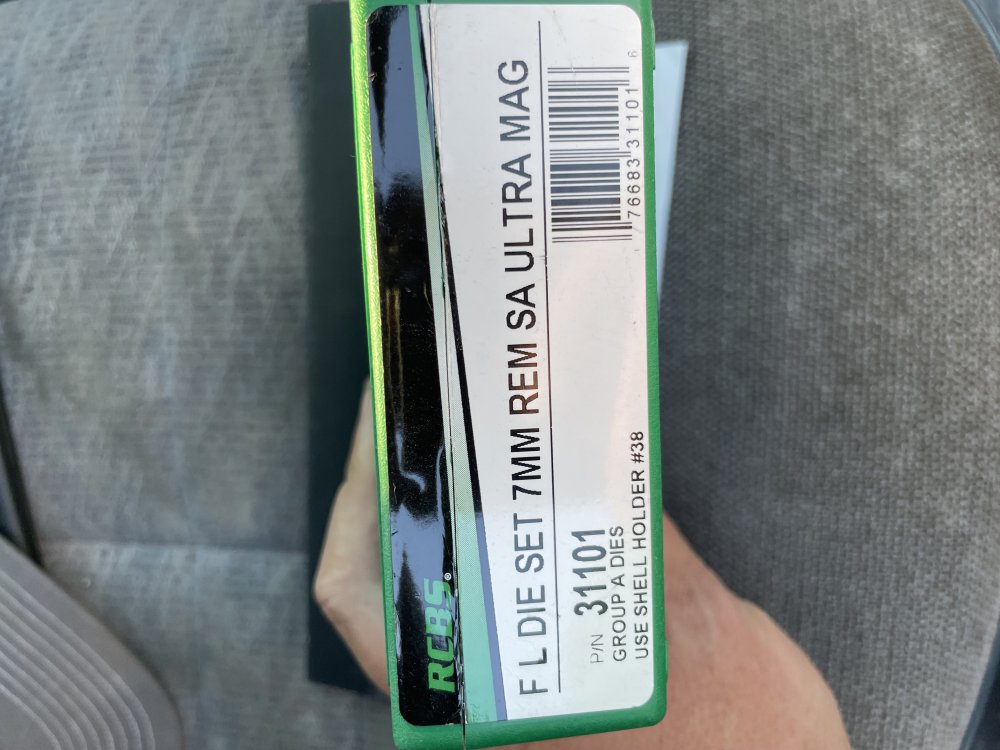 RCBS®
F L DIE SET 7MM REM SA ULTRA MAG
P/N 31101
GROUP A DIES
USE SHELL HOLDER #38
76683 31101 6